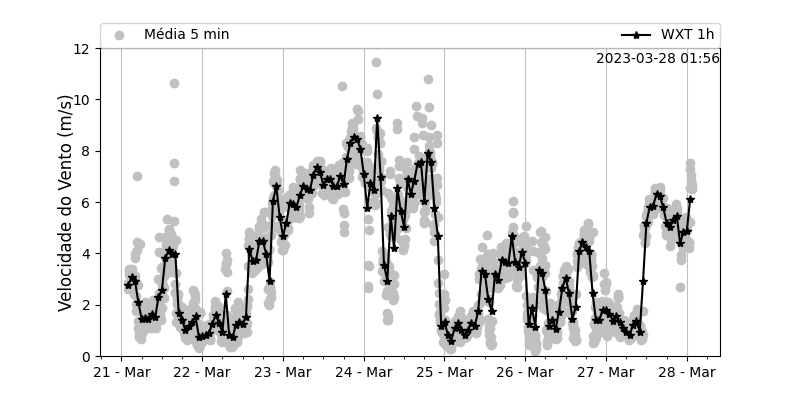 Média 5 min WXT 1h
2023-03-28 01:56
Velocidade do Vento (m/s)
12
10
8
6
4
2
0
21 - Mar 22 - Mar 23 - Mar 24 - Mar 25 - Mar 26 - Mar 27 - Mar 28 - Mar